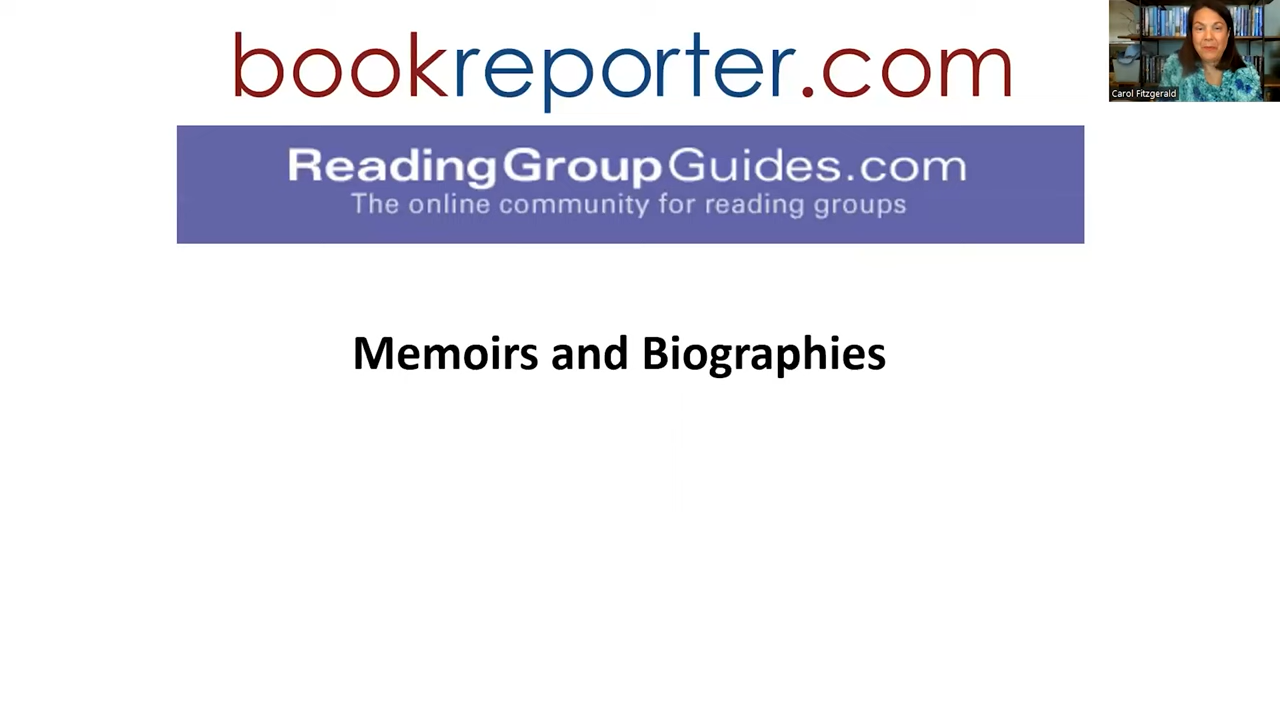 bookreporter.com
Carol Fitzgerald
ReadingGroupGuides.com
The online community for reading groups
Memoirs and Biographies